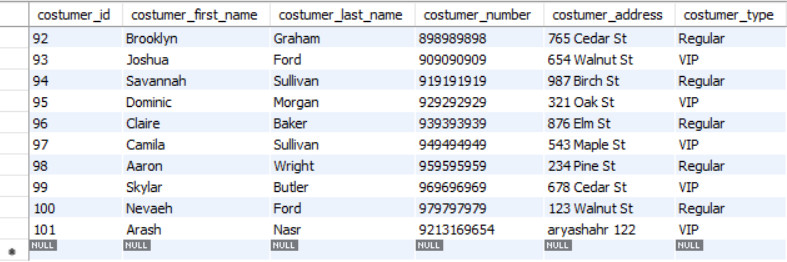 costumer_id costumer_first_name costumer_last_name costumer_number costumer_address costumer_type
92 Brooklyn Graham 898989898 765 Cedar St Regular
93 Joshua Ford 909090909 654 Walnut St VIP
94 Savannah Sullivan 919191919 987 Birch St Regular
95 Dominic Morgan 929292929 321 Oak St VIP
96 Claire Baker 939393939 876 Elm St Regular
97 Camila Sullivan 949494949 543 Maple St VIP
98 Aaron Wright 959595959 234 Pine St Regular
99 Skylar Butler 969696969 678 Cedar St VIP
100 Nevaeh Ford 979797979 123 Walnut St Regular
101 Arash Nasr 9213169654 aryashahr 122 VIP
NULL NULL NULL NULL NULL NULL